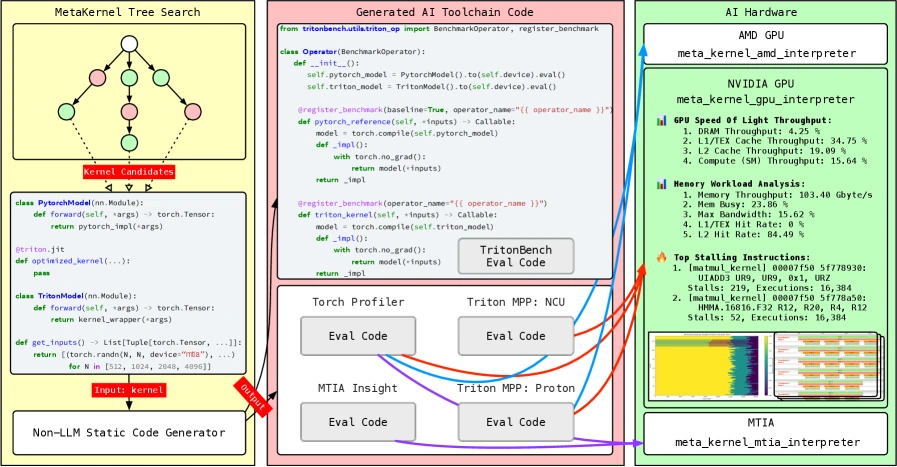 MetaKernel Tree Search
Kernel Candidates
class PytorchModel(nn.Module):
def forward(self, *args) -> torch.Tensor:
return pytorch_impl(*args)
@triton.jit
def optimized_kernel(...):
pass
class TritonModel(nn.Module):
def forward(self, *args) -> torch.Tensor:
return kernel_wrapper(*args)
def get_inputs() -> List[Tuple[torch.Tensor, ...]]:
return [(torch.randn(N, N, device="mtia"), ...)
for N in [512, 1024, 2048, 4096]]
Input: kernel
Non-LLM Static Code Generator
Output
Generated AI Toolchain Code
from tritonbench.utils.triton_op import BenchmarkOperator, register_benchmark
class Operator(BenchmarkOperator):
def __init__():
self.pytorch_model = PytorchModel().to(self.device).eval()
self.triton_model = TritonModel().to(self.device).eval()
@register_benchmark(baseline=True, operator_name="{{ operator_name }}")
def pytorch_reference(self, *inputs) -> Callable:
model = torch.compile(self.pytorch_model)
def _impl():
with torch.no_grad():
return model(*inputs)
return _impl
@register_benchmark(operator_name="{{ operator_name }}")
def triton_kernel(self, *inputs) -> Callable:
model = torch.compile(self.triton_model)
def _impl():
with torch.no_grad():
return model(*inputs)
return _impl
TritonBench
Eval Code
Torch Profiler
Eval Code
Triton MPP: NCU
Eval Code
MTIA Insight
Eval Code
Triton MPP: Proton
Eval Code
AI Hardware
AMD GPU
meta_kernel_amd_interpreter
NVIDIA GPU
meta_kernel_gpu_interpreter
GPU Speed Of Light Throughput:
1. DRAM Throughput: 4.25 %
2. L1/TEX Cache Throughput: 34.75 %
3. L2 Cache Throughput: 19.09 %
4. Compute (SM) Throughput: 15.64 %
Memory Workload Analysis:
1. Memory Throughput: 103.40 Gbyte/s
2. Mem Busy: 23.86 %
3. Max Bandwidth: 15.62 %
4. L1/TEX Hit Rate: 0 %
5. L2 Hit Rate: 84.49 %
Top Stalling Instructions:
1. [matmul_kernel] 00007f50 5f778930:
UIADD3 UR9, UR9, 0x1, URZ
Stalls: 219, Executions: 16,384
2. [matmul_kernel] 00007f50 5f778a50:
HMMA.16816.F32 R12, R20, R4, R12
Stalls: 52, Executions: 16,384
MTIA
meta_kernel_mtia_interpreter